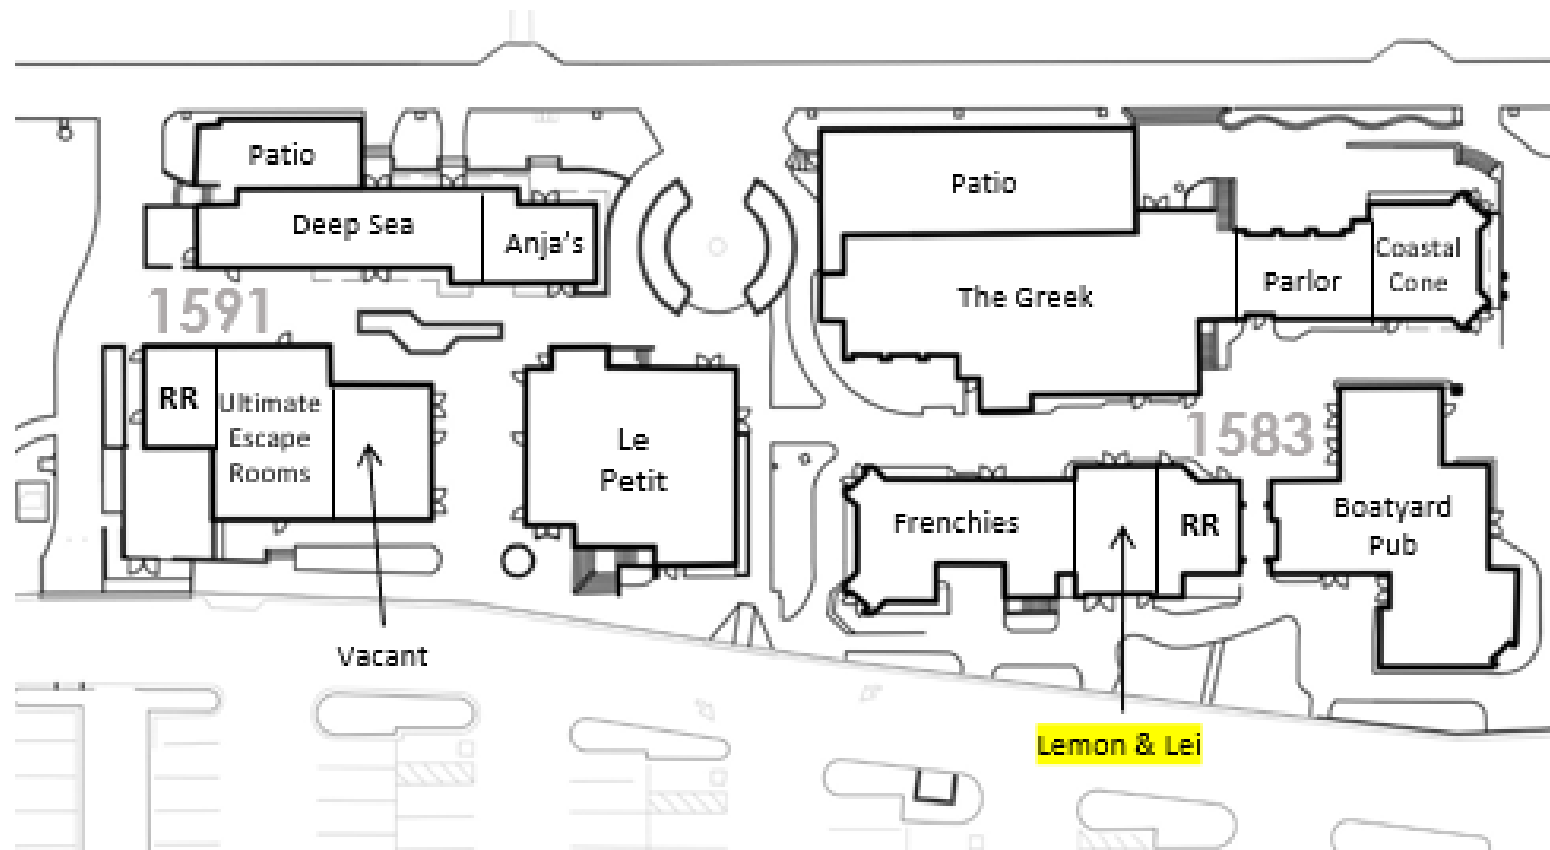 Patio
Patio
Deep Sea
Anja's
The Greek
Parlor
Coastal
Cone
1591
RR
Ultimate
Escape
Rooms
Le
Petit
1583
Frenchies
RR
Boatyard
Pub
Vacant
Lemon & Lei